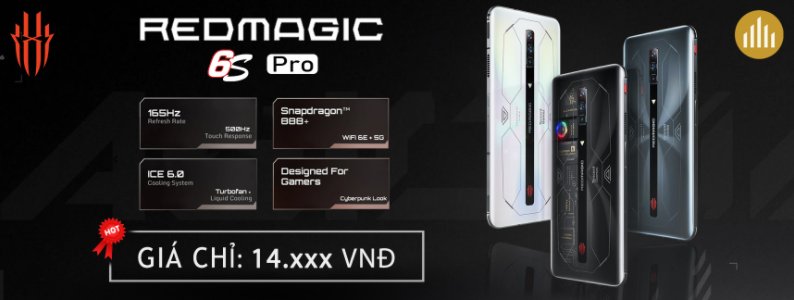 REDMAGIC
6S Pro
165Hz
Refresh Rate
500Hz
Touch Response
Snapdragon™
888+
WIFI 6E + 5G
ICE 6.0
Cooling System
Turbofan +
Liquid Cooling
Designed For
Gamers
Cyberpunk Look
HOT
GIÁ CHỈ: 14.xxx VNĐ